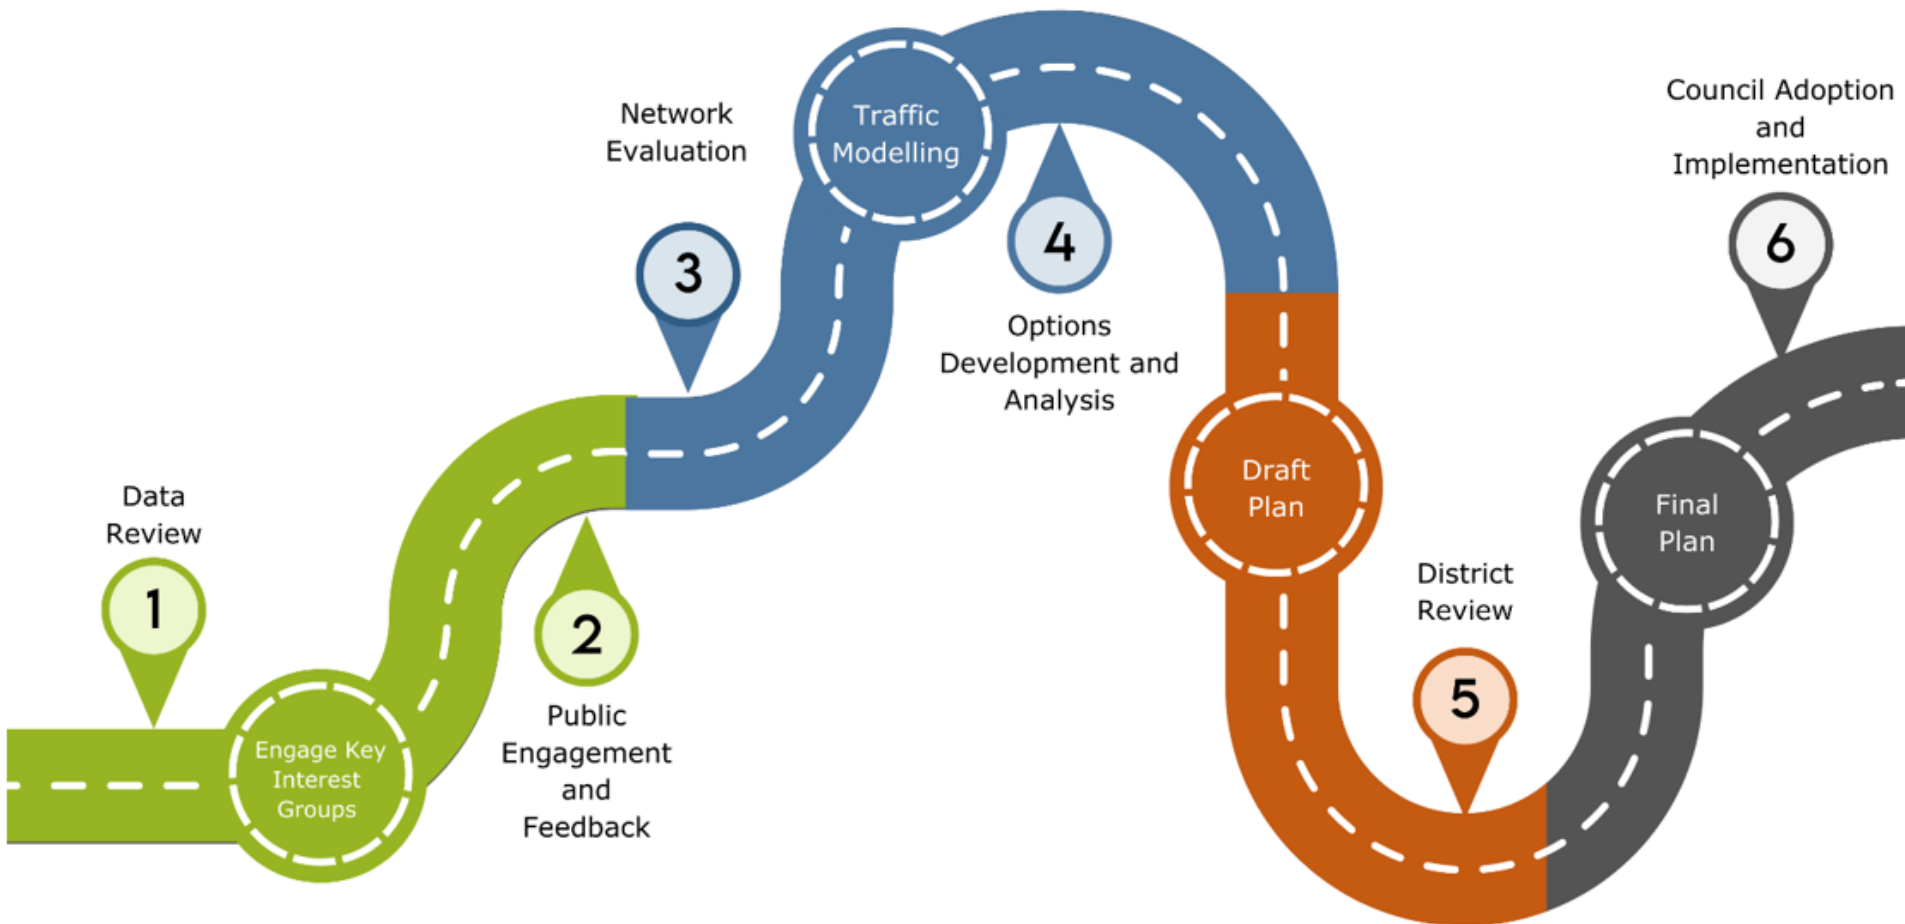 Data
Review
1
Engage Key
Interest
Groups
2
Public
Engagement
and
Feedback
Network
Evaluation
3
Traffic
Modelling
4
Options
Development and
Analysis
Draft
Plan
District
Review
5
Final
Plan
Council Adoption
and
Implementation
6